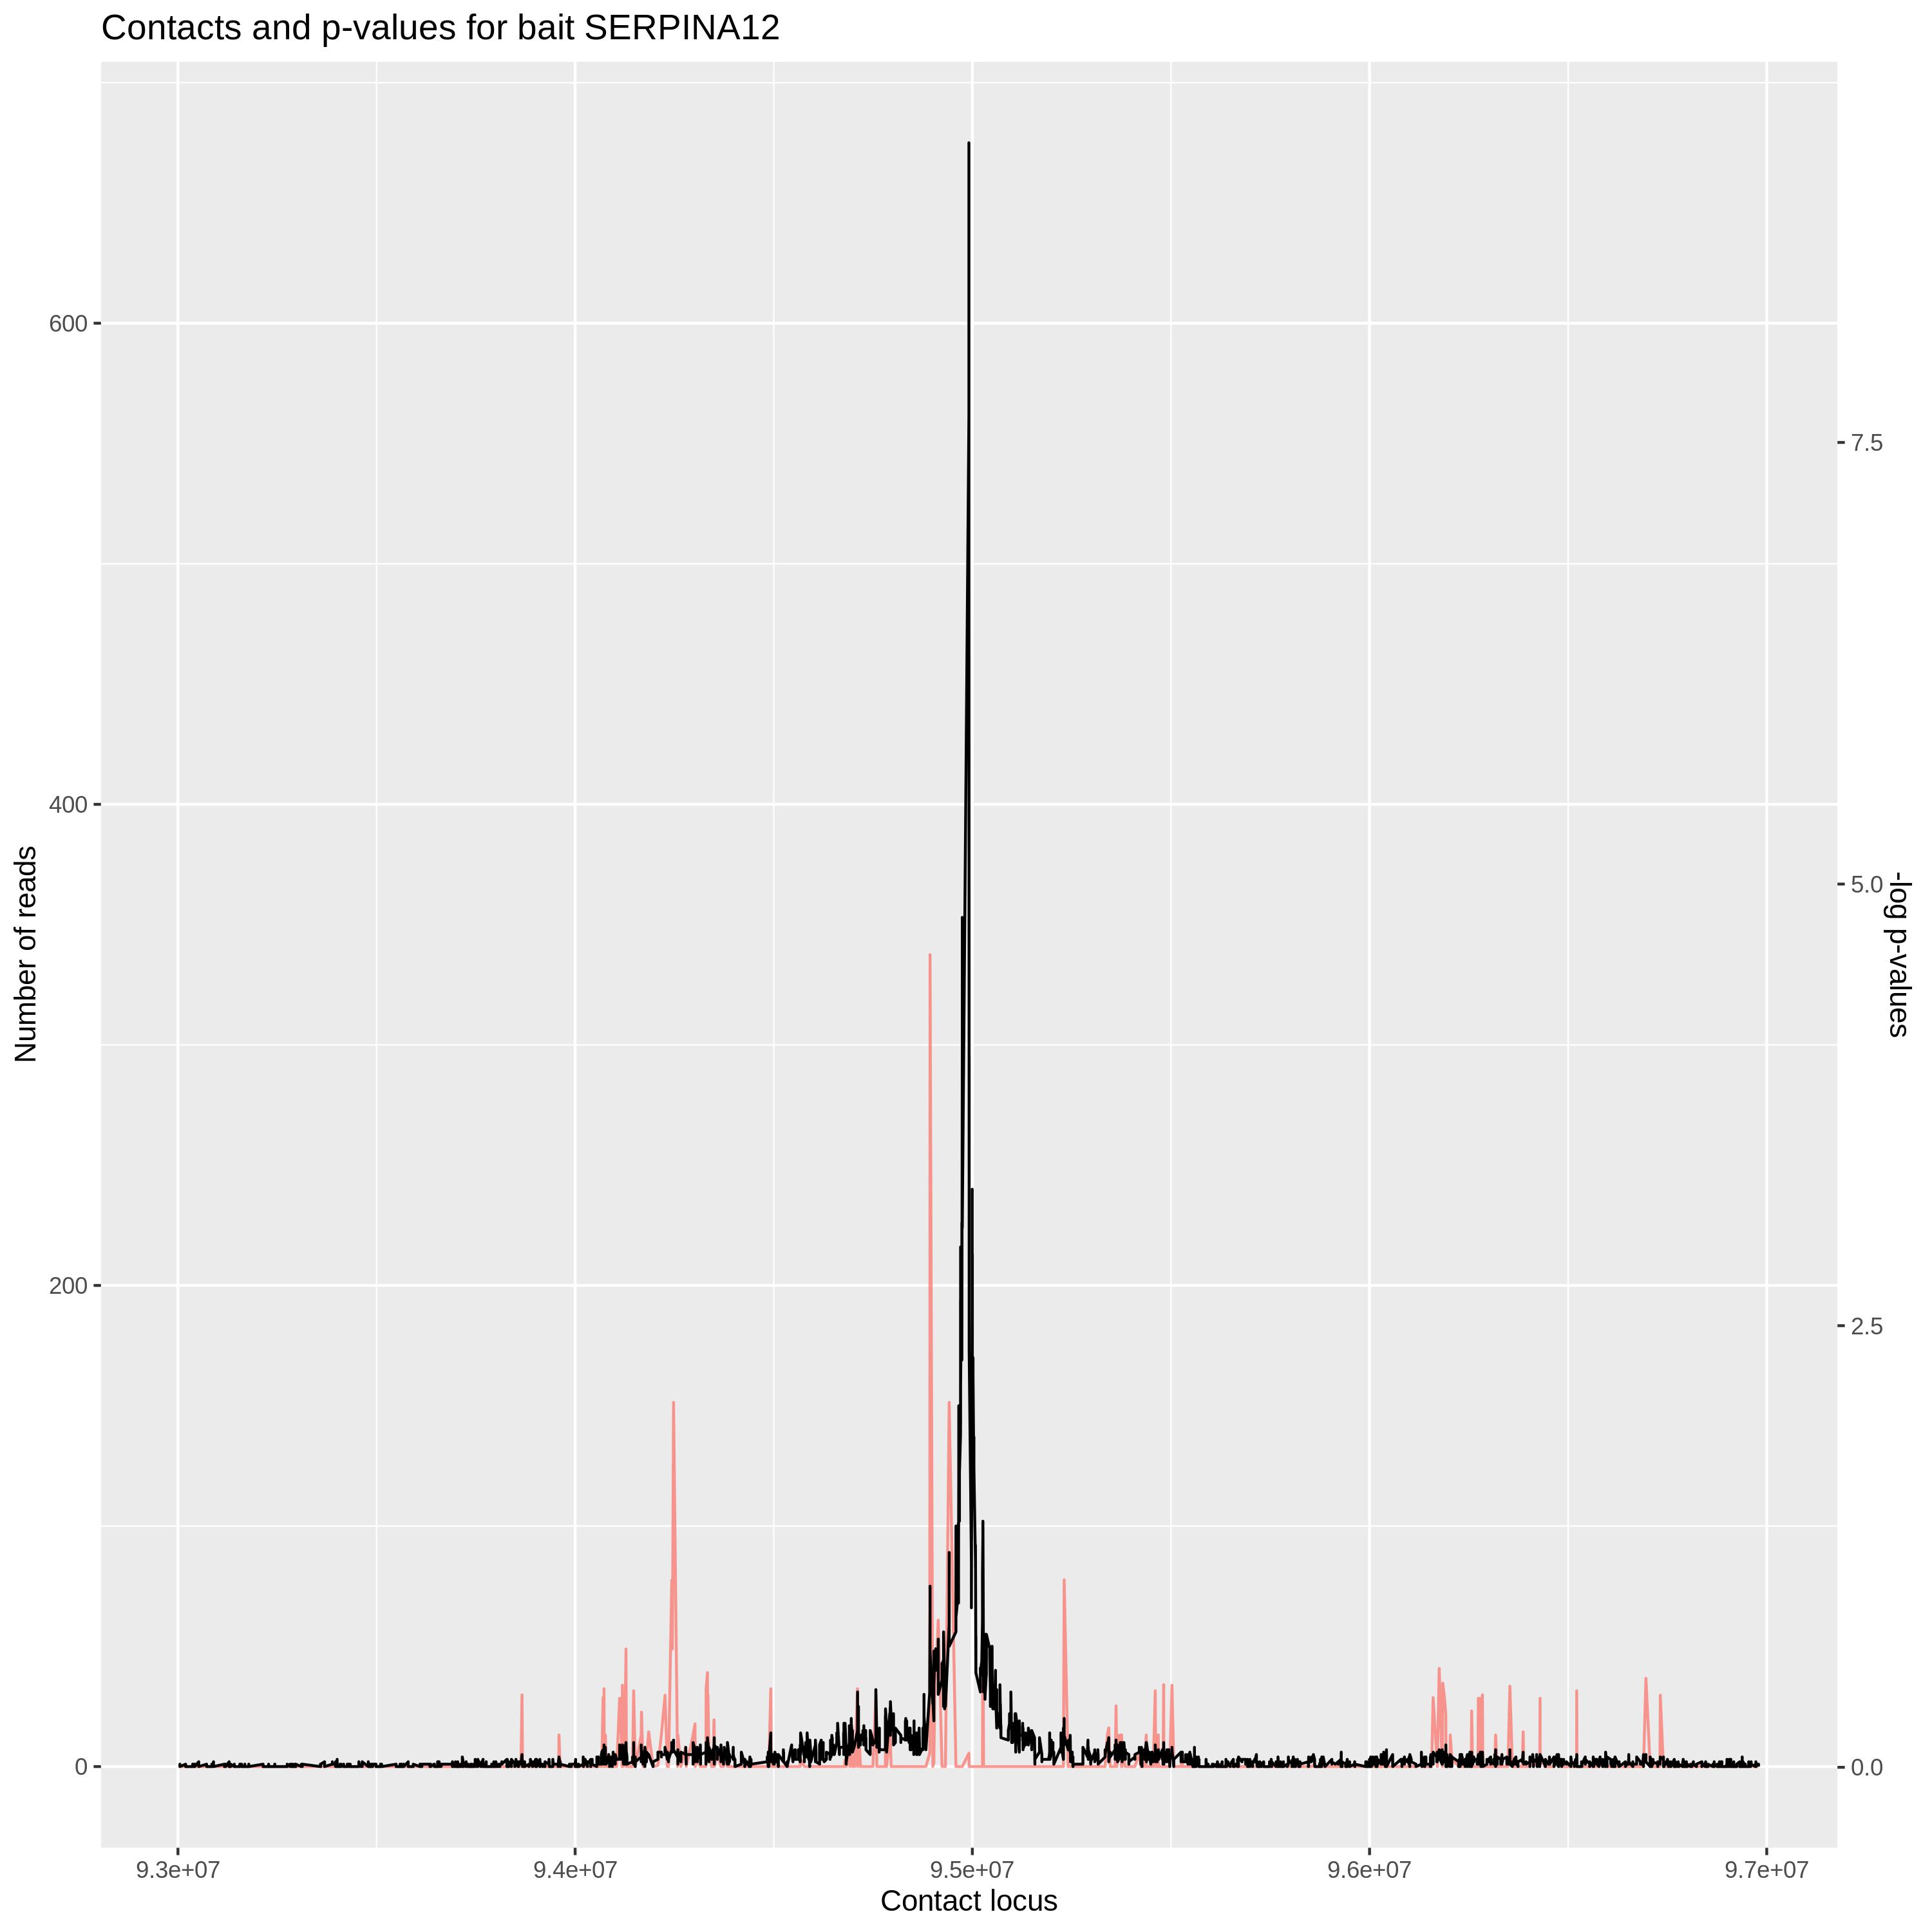 Contacts and p-values for bait SERPINA12
Number of reads
600
400
200
0
7.5
5.0
2.5
0.0
-log p-values
9.3e+07
9.4e+07
9.5e+07
9.6e+07
9.7e+07
Contact locus